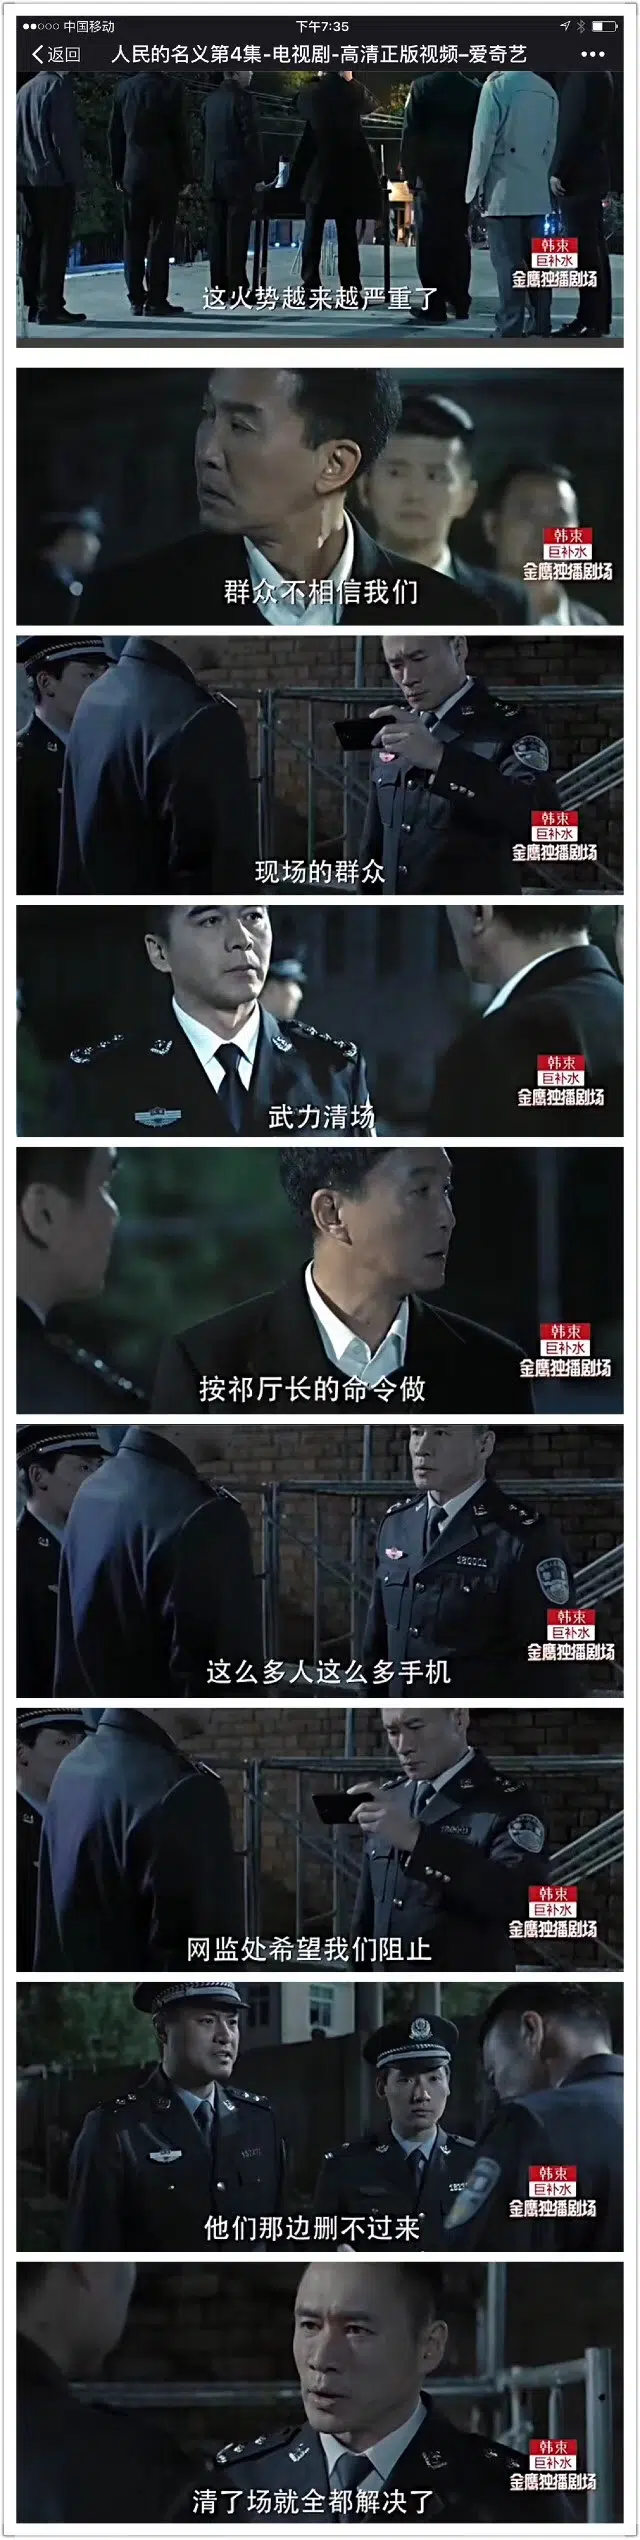 中国移动
下午7:35
返回
人民的名义第4集-电视剧-高清正版视频–爱奇艺
韩束
巨补水
金鹰独播剧场
这火势越来越严重了
韩束
巨补水
金鹰独播剧场
群众不相信我们
韩束
巨补水
金鹰独播剧场
现场的群众
韩束
巨补水
金鹰独播剧场
武力清场
韩束
巨补水
金鹰独播剧场
按祁厅长的命令做
180001
韩束
巨补水
金鹰独播剧场
这么多人这么多手机
韩束
巨补水
金鹰独播剧场
网监处希望我们阻止
韩束
巨补水
金鹰独播剧场
他们那边删不过来
韩束
巨补水
金鹰独播剧场
清了场就全都解决了